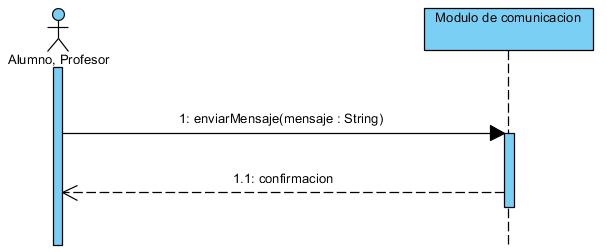 Modulo de comunicacion
Alumno, Profesor
1: enviarMensaje(mensaje : String)
1.1: confirmacion